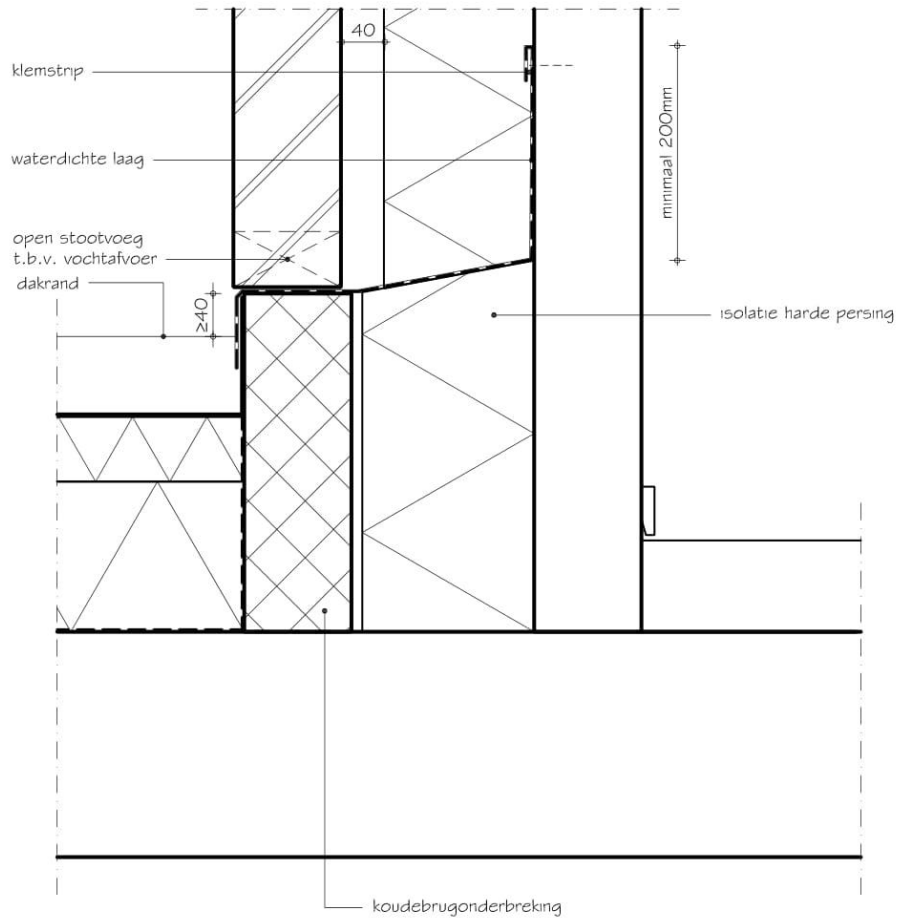 40
klemstrip
minimaal 200mm
waterdichte laag
open stootvoeg
t.b.v. vochtafvoer
dakrand
≥40
isolatie harde persing
koudebrugonderbreking